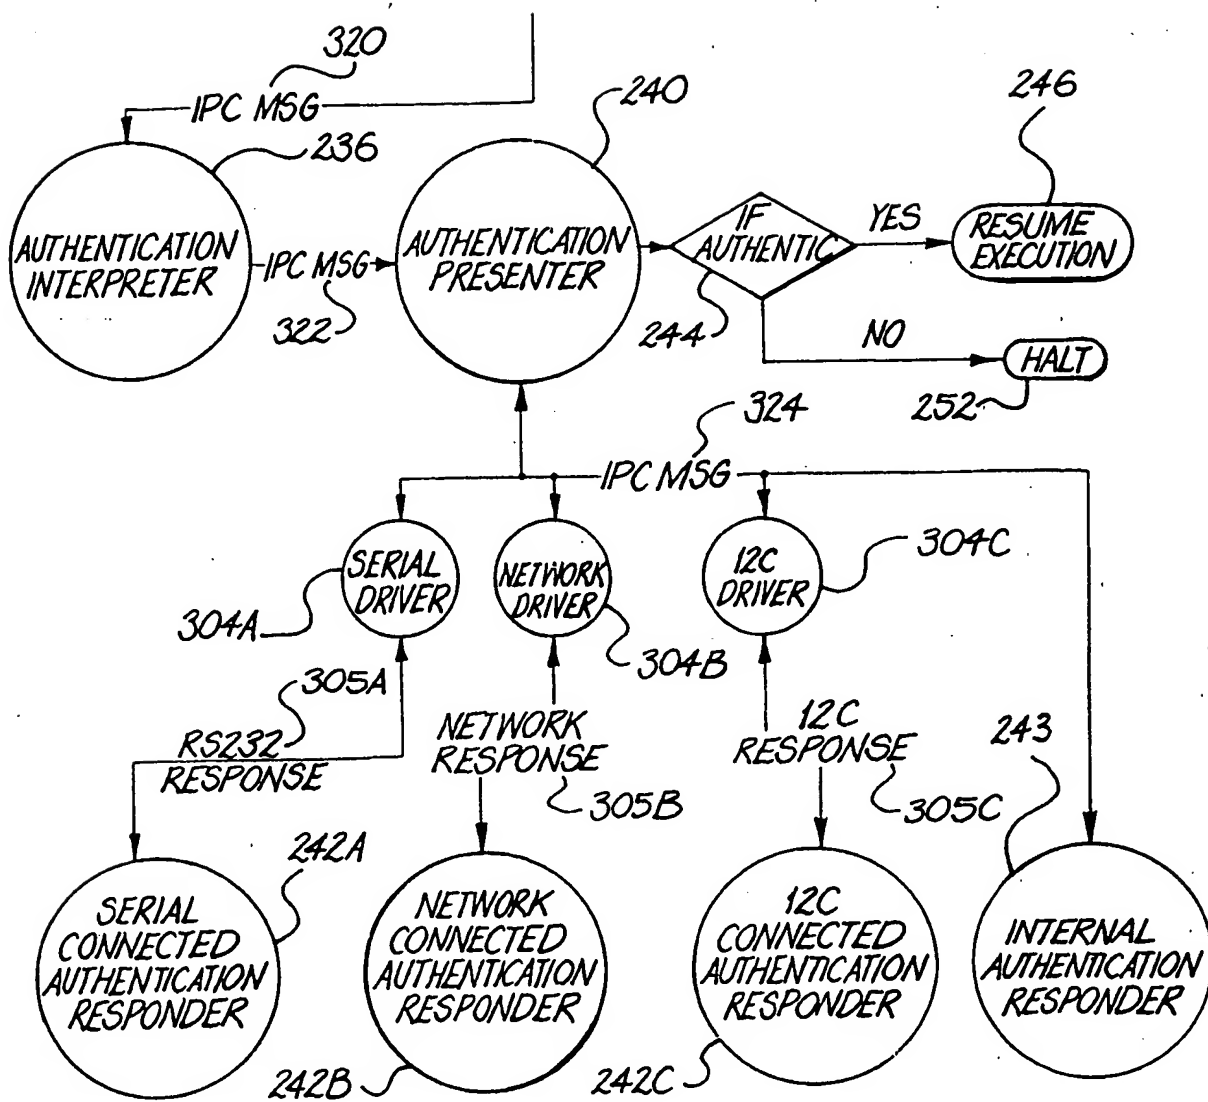 320
IPC MSG
236
240
246
AUTHENTICATION
INTERPRETER
IPC MSG
322
AUTHENTICATION
PRESENTER
IF
AUTHENTIC
244
YES
RESUME
EXECUTION
NO
HALT
252
324
IPC MSG
SERIAL
DRIVER
304A
NETWORK
DRIVER
304B
12C
DRIVER
304C
305A
RS232
RESPONSE
NETWORK
RESPONSE
305B
12C
RESPONSE
305C
243
242A
SERIAL
CONNECTED
AUTHENTICATION
RESPONDER
NETWORK
CONNECTED
AUTHENTICATION
RESPONDER
242B
12C
CONNECTED
AUTHENTICATION
RESPONDER
242C
INTERNAL
AUTHENTICATION
RESPONDER